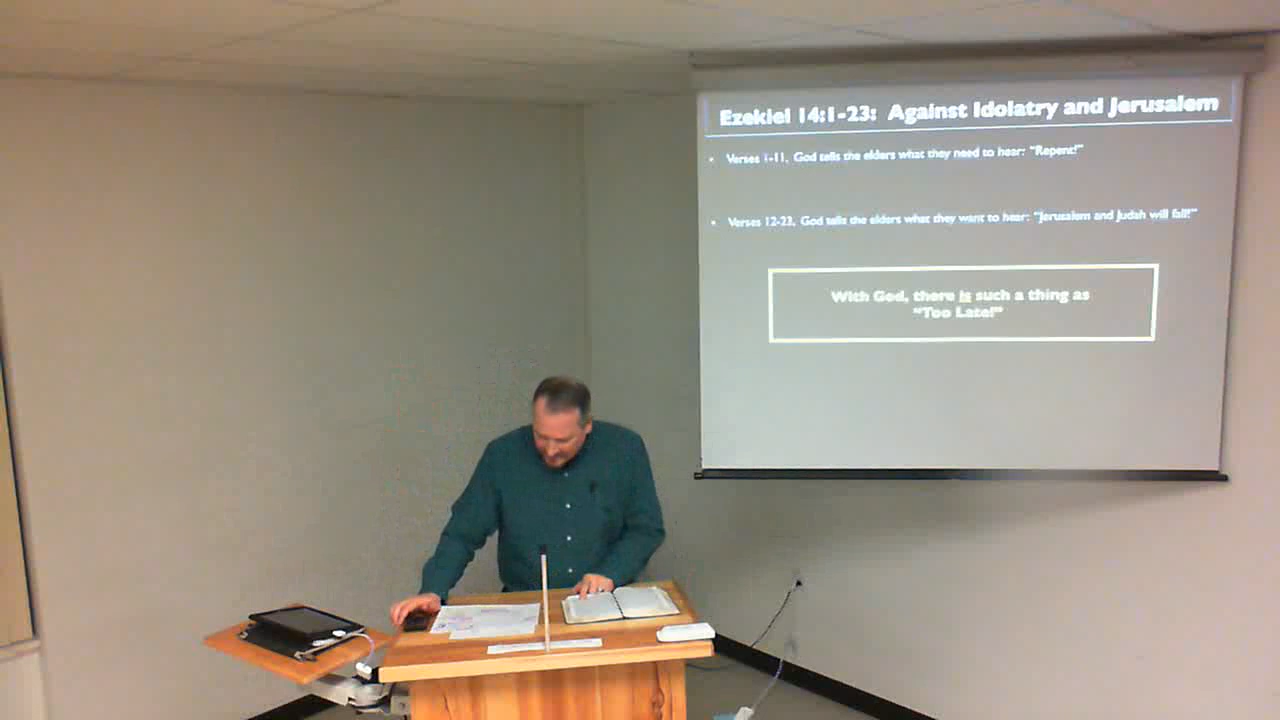 Ezekiel 14:1-23: Against Idolatry and Jerusalem
• Verses 1-11, God tells the elders what they need to hear: "Repent!"
• Verses 12-23, God tells the elders what they want to hear: "Jerusalem and Judah will fall!"
With God, there is such a thing as
"Too Late!"